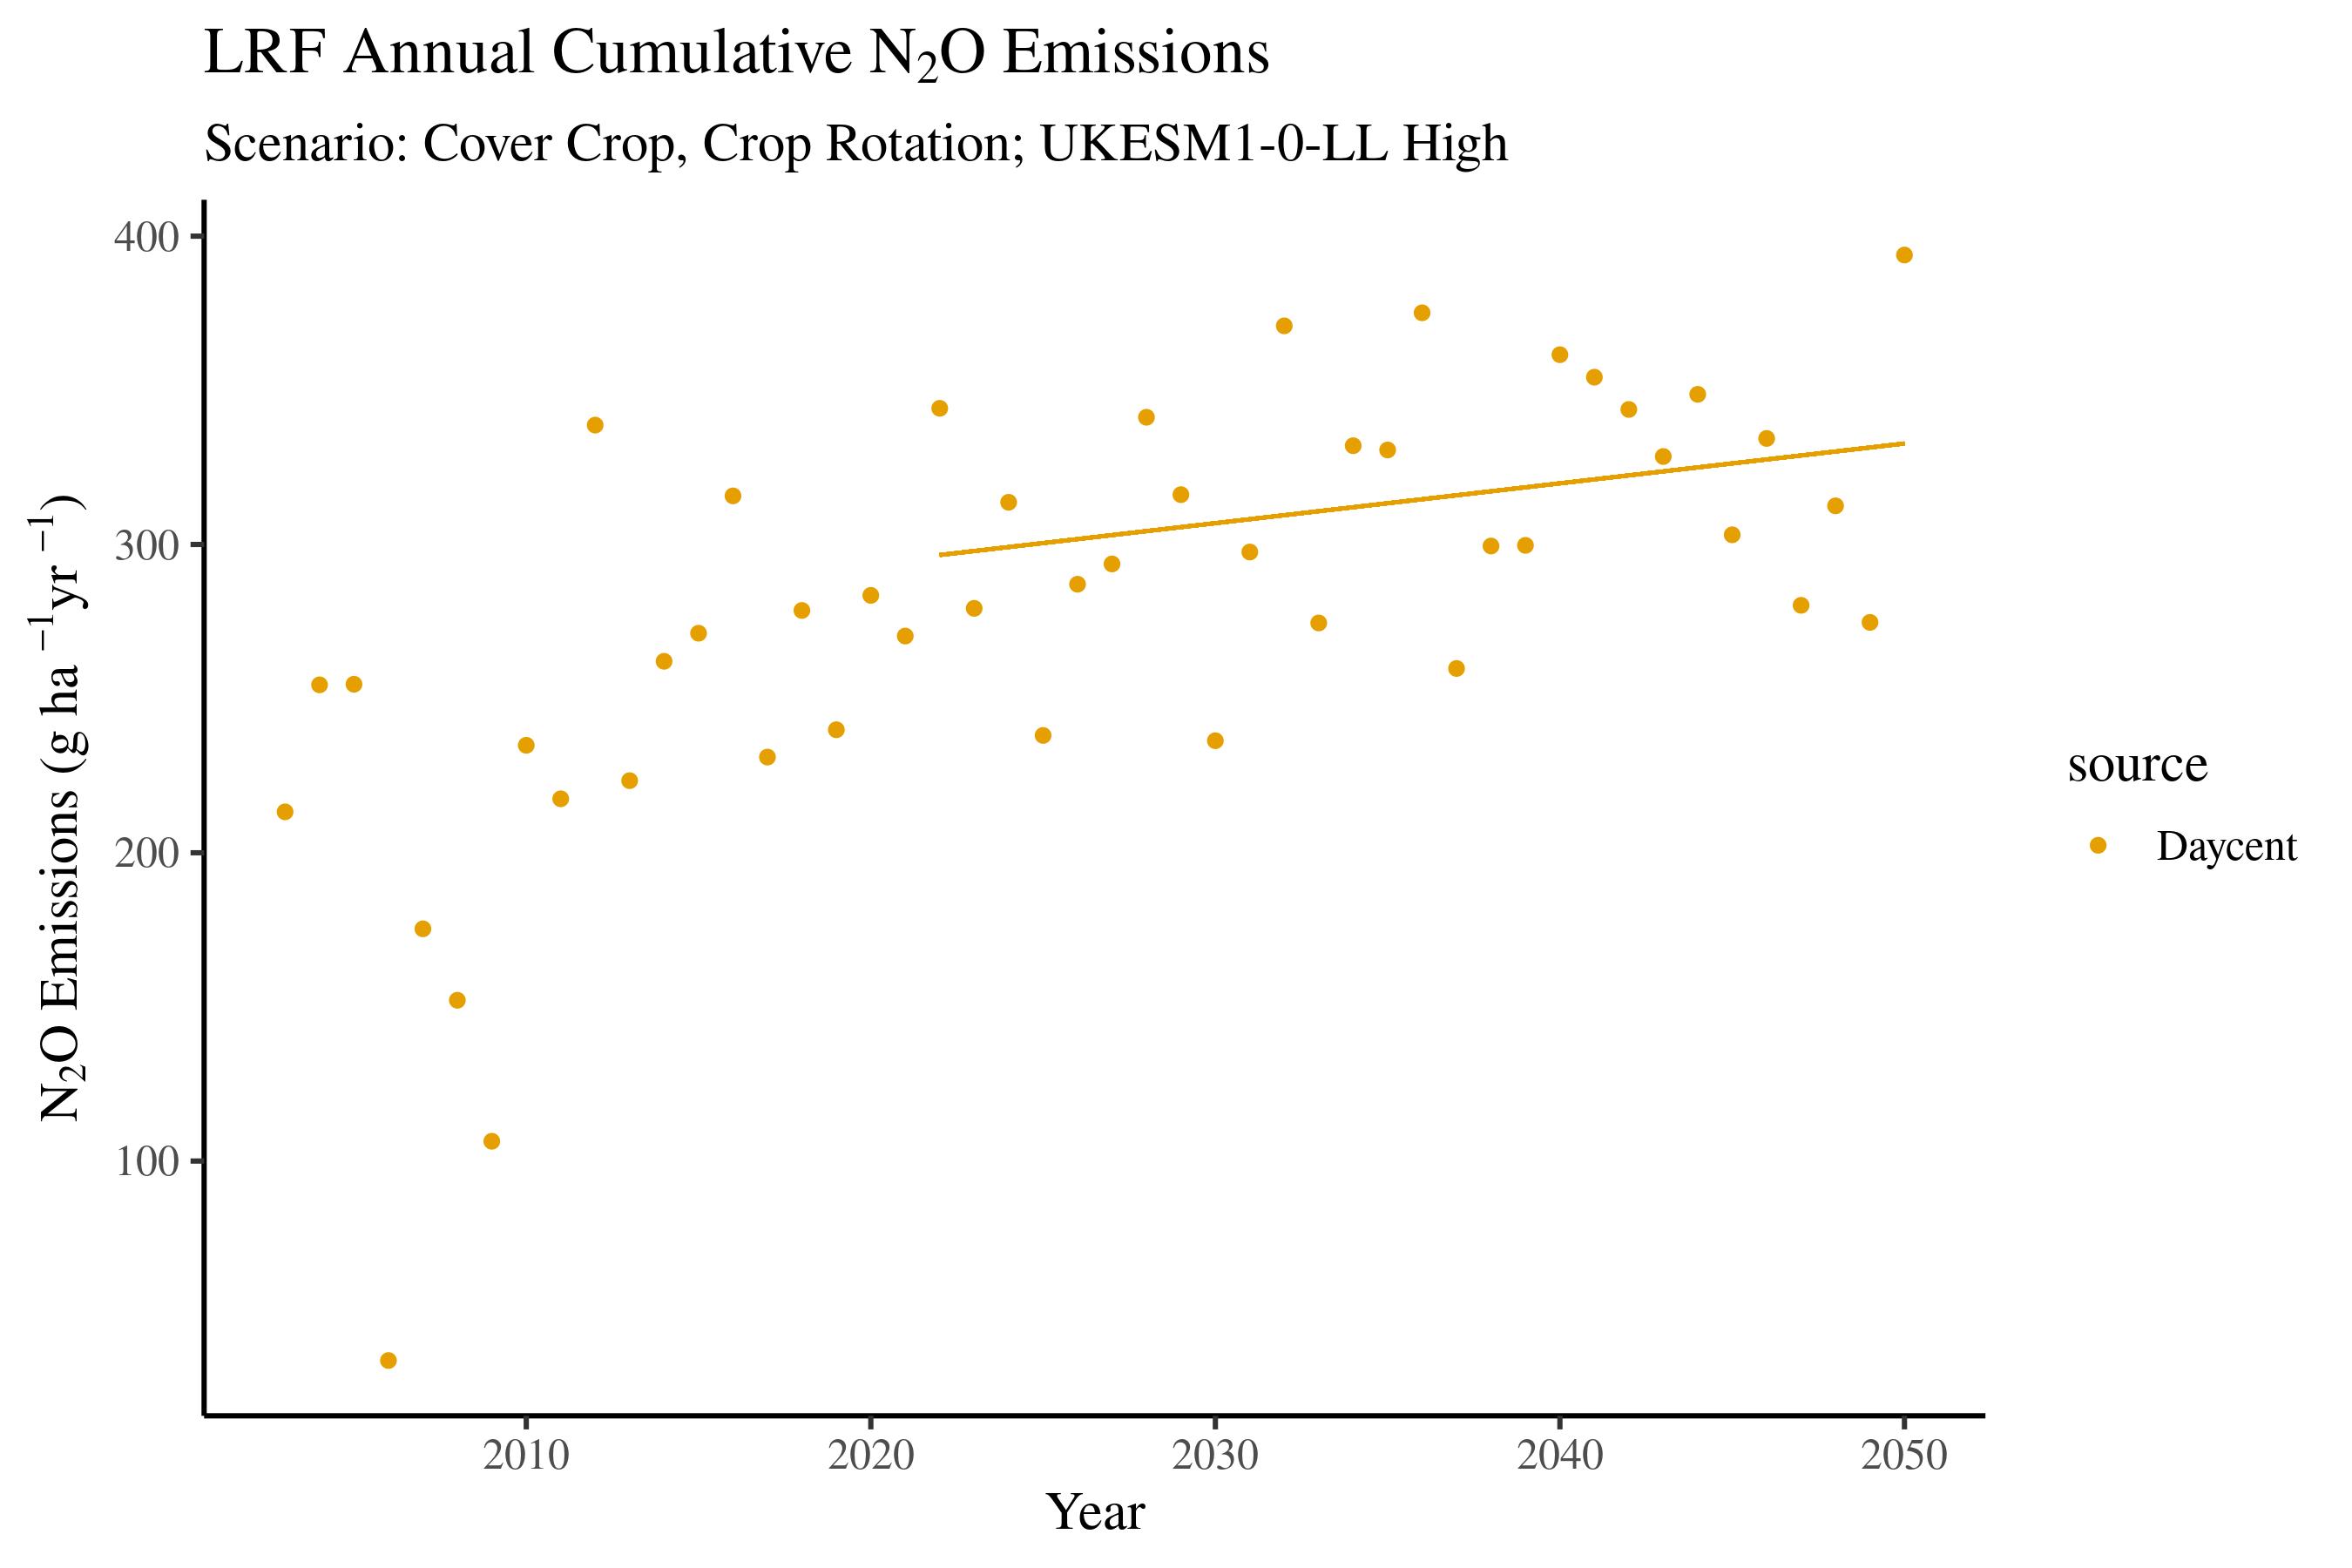 LRF Annual Cumulative N₂O Emissions
Scenario: Cover Crop, Crop Rotation; UKESM1-0-LL High
N₂O Emissions (g ha ⁻¹yr ⁻¹)
400
300
200
100
2010
2020
2030
2040
2050
Year
source
Daycent